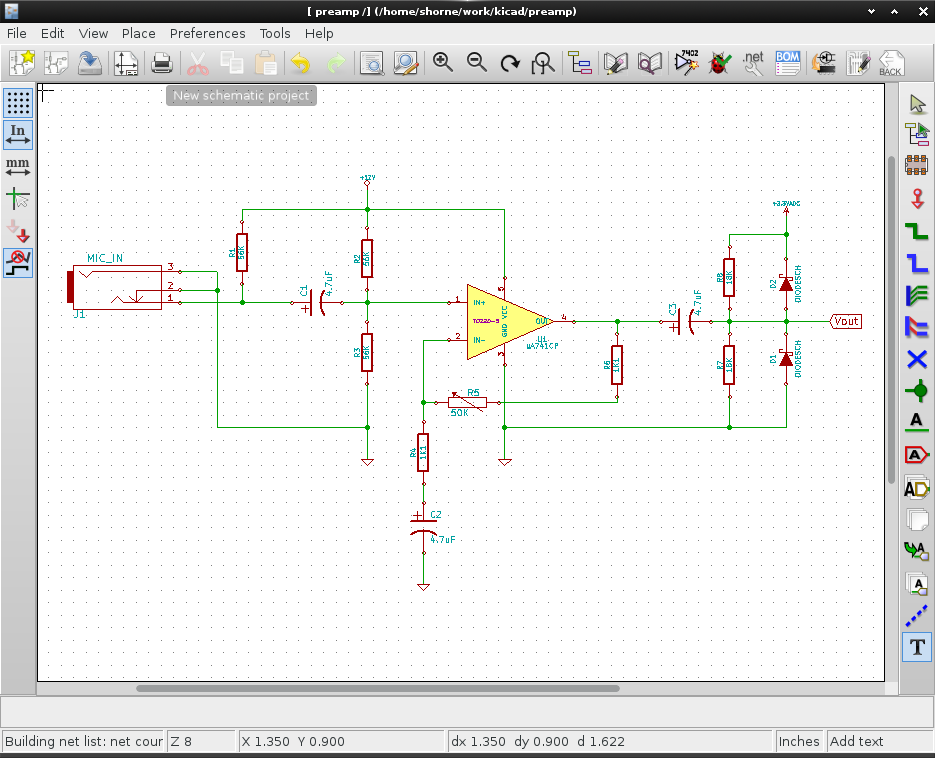 [ preamp /] (/home/shorne/work/kicad/preamp)
File Edit View Place Preferences Tools Help
7402 .net BOM BACK
New schematic project
In
mm
+12V
+3.3VADC
MIC_IN
3
2
1
J1
R1
56K
R2
56K
C1
4.7uF
R3
56K
1
IN+
2
IN-
TO220-5
5
VCC
GND
3
OUT
4
U1
uA741CP
R5
50K
R4
1K1
C2
4.7uF
R6
1K1
C3
4.7uF
R8
18K
R7
18K
D2
DIODESCH
D1
DIODESCH
Vout
A
A
AD
A
A
T
Building net list: net cour
Z 8
X 1.350 Y 0.900
dx 1.350 dy 0.900 d 1.622
Inches
Add text